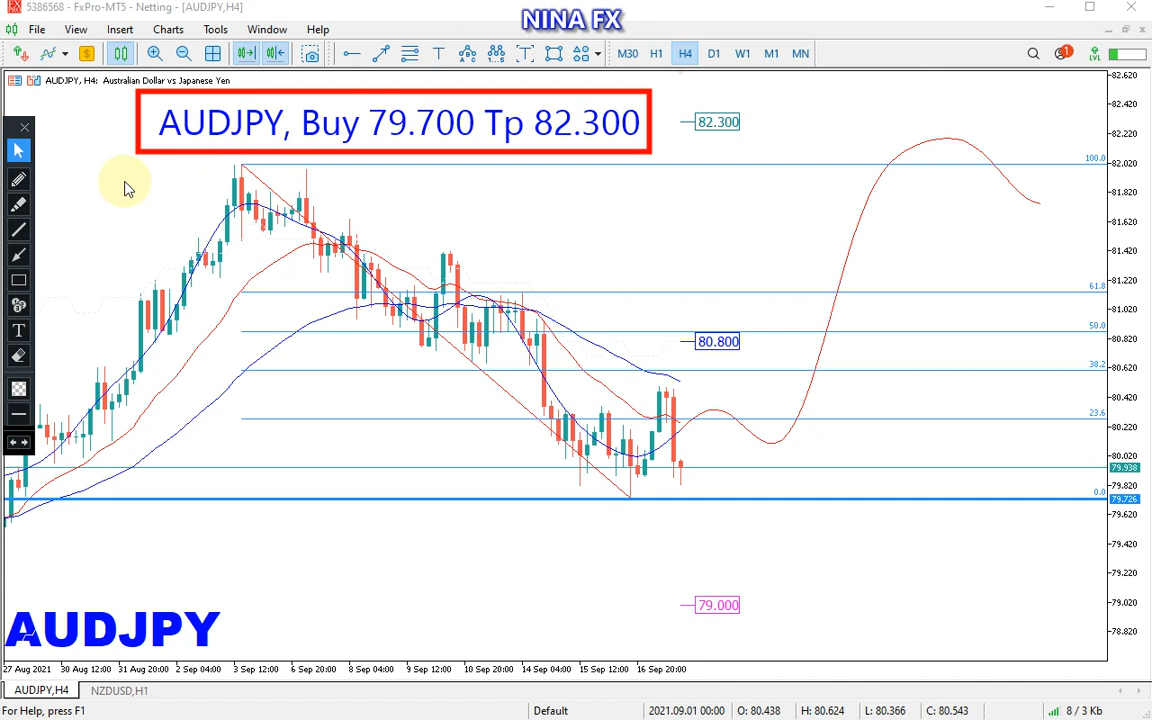 5386568 - FxPro-MT5 - Netting - [AUDJPY,H4]
NINA FX
File View Insert Charts Tools Window Help
M30 H1 H4 D1 W1 M1 MN
1
LVL
AUDJPY, H4: Australian Dollar vs Japanese Yen
AUDJPY, Buy 79.700 Tp 82.300
82.300
80.800
79.000
100.0
61.8
50.0
38.2
23.6
0.0
82.620
82.420
82.220
82.020
81.820
81.620
81.420
81.220
81.020
80.820
80.620
80.420
80.220
80.020
79.938
79.820
79.726
79.620
79.420
79.220
79.020
78.820
T
AUDJPY
27 Aug 2021 30 Aug 12:00 31 Aug 20:00 2 Sep 04:00 3 Sep 12:00 6 Sep 20:00 8 Sep 04:00 9 Sep 12:00 10 Sep 20:00 14 Sep 04:00 15 Sep 12:00 16 Sep 20:00
AUDJPY,H4 NZDUSD,H1
For Help, press F1 Default 2021.09.01 00:00 O: 80.438 H: 80.624 L: 80.366 C: 80.543 8 / 3 Kb